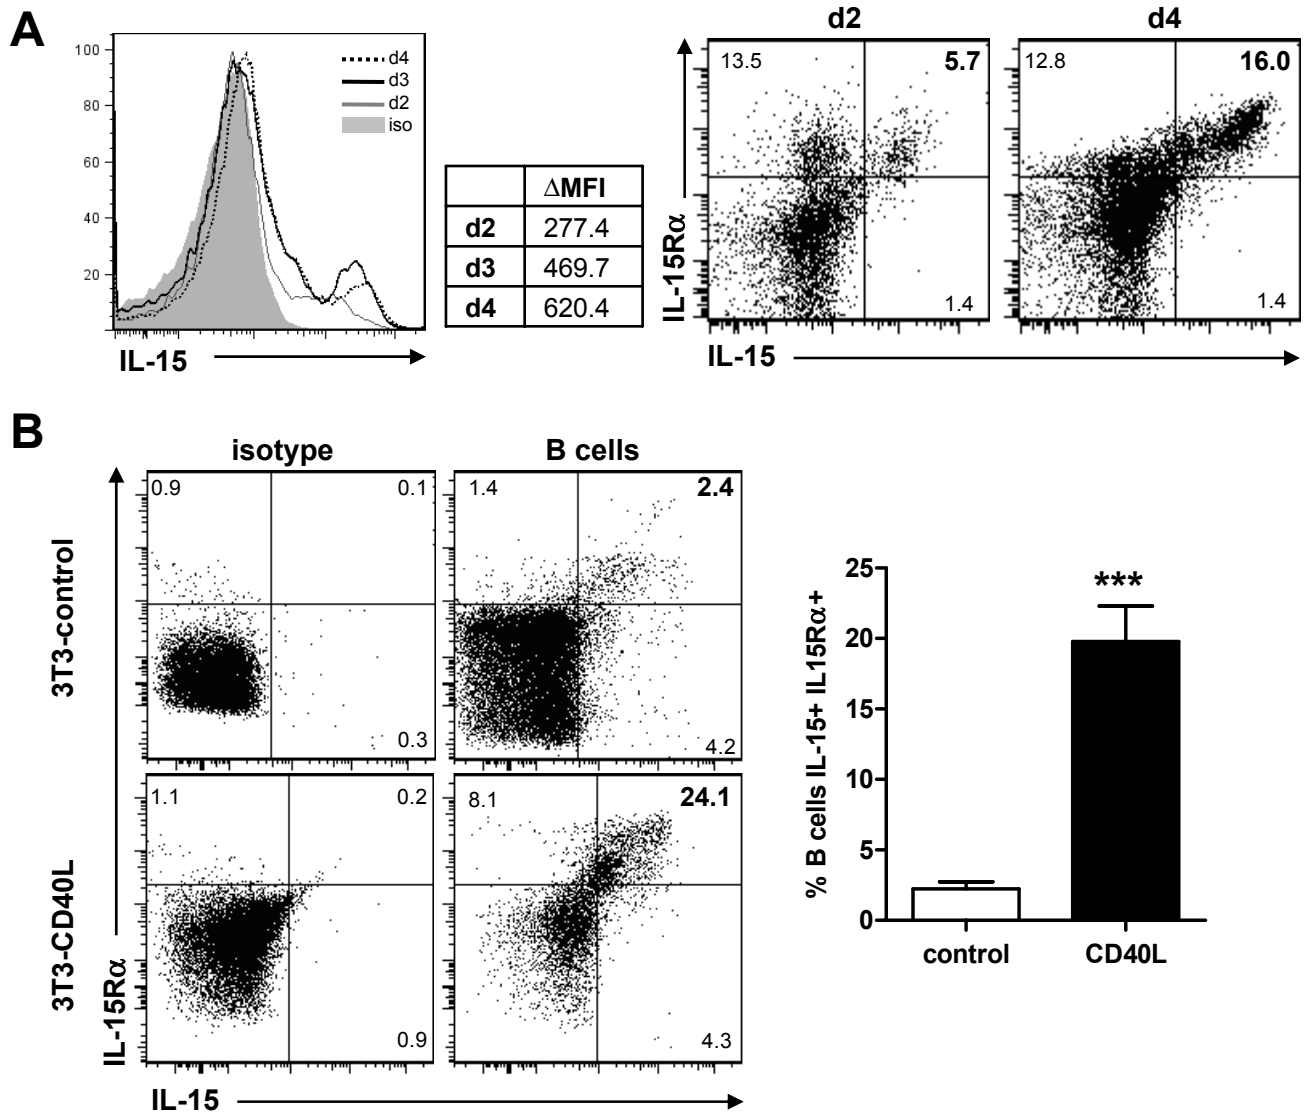 A
100
80
60
40
20
d4
d3
d2
iso
IL-15
ΔMFI
d2 277.4
d3 469.7
d4 620.4
d2
d4
13.5
5.7
1.4
12.8
16.0
1.4
IL-15Rα
IL-15
B
isotype
B cells
3T3-control
0.9
0.1
0.3
1.4
2.4
4.2
3T3-CD40L
1.1
0.2
0.9
8.1
24.1
4.3
IL-15Rα
IL-15
% B cells IL-15+ IL15Rα+
25
20
15
10
5
0
***
control
CD40L